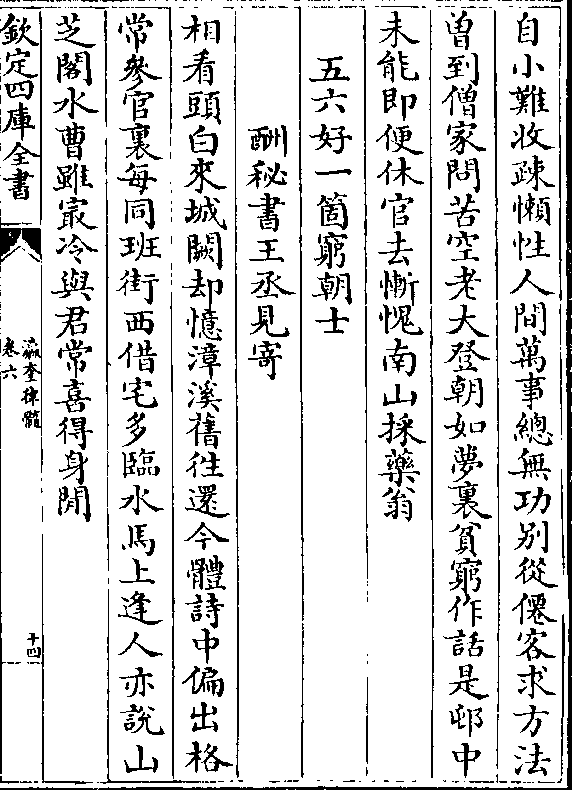 自小難收疎懶性人間萬事總無功别從僊客求方法
曽到僧家問苦空老大登朝如夢裏貧窮作話是邨中
未能即便休官去慚愧南山採藥翁
五六好一箇窮朝士
酬秘書王丞見寄
相看頭白來城闕却憶漳溪舊徃還今體詩中偏出格
常參官裏每同班街西借宅多臨水馬上逢人亦說山
芝閣水曹雖㝡冷與君常喜得身閒
欽定四庫全書
瀛奎律髓
卷六
十四